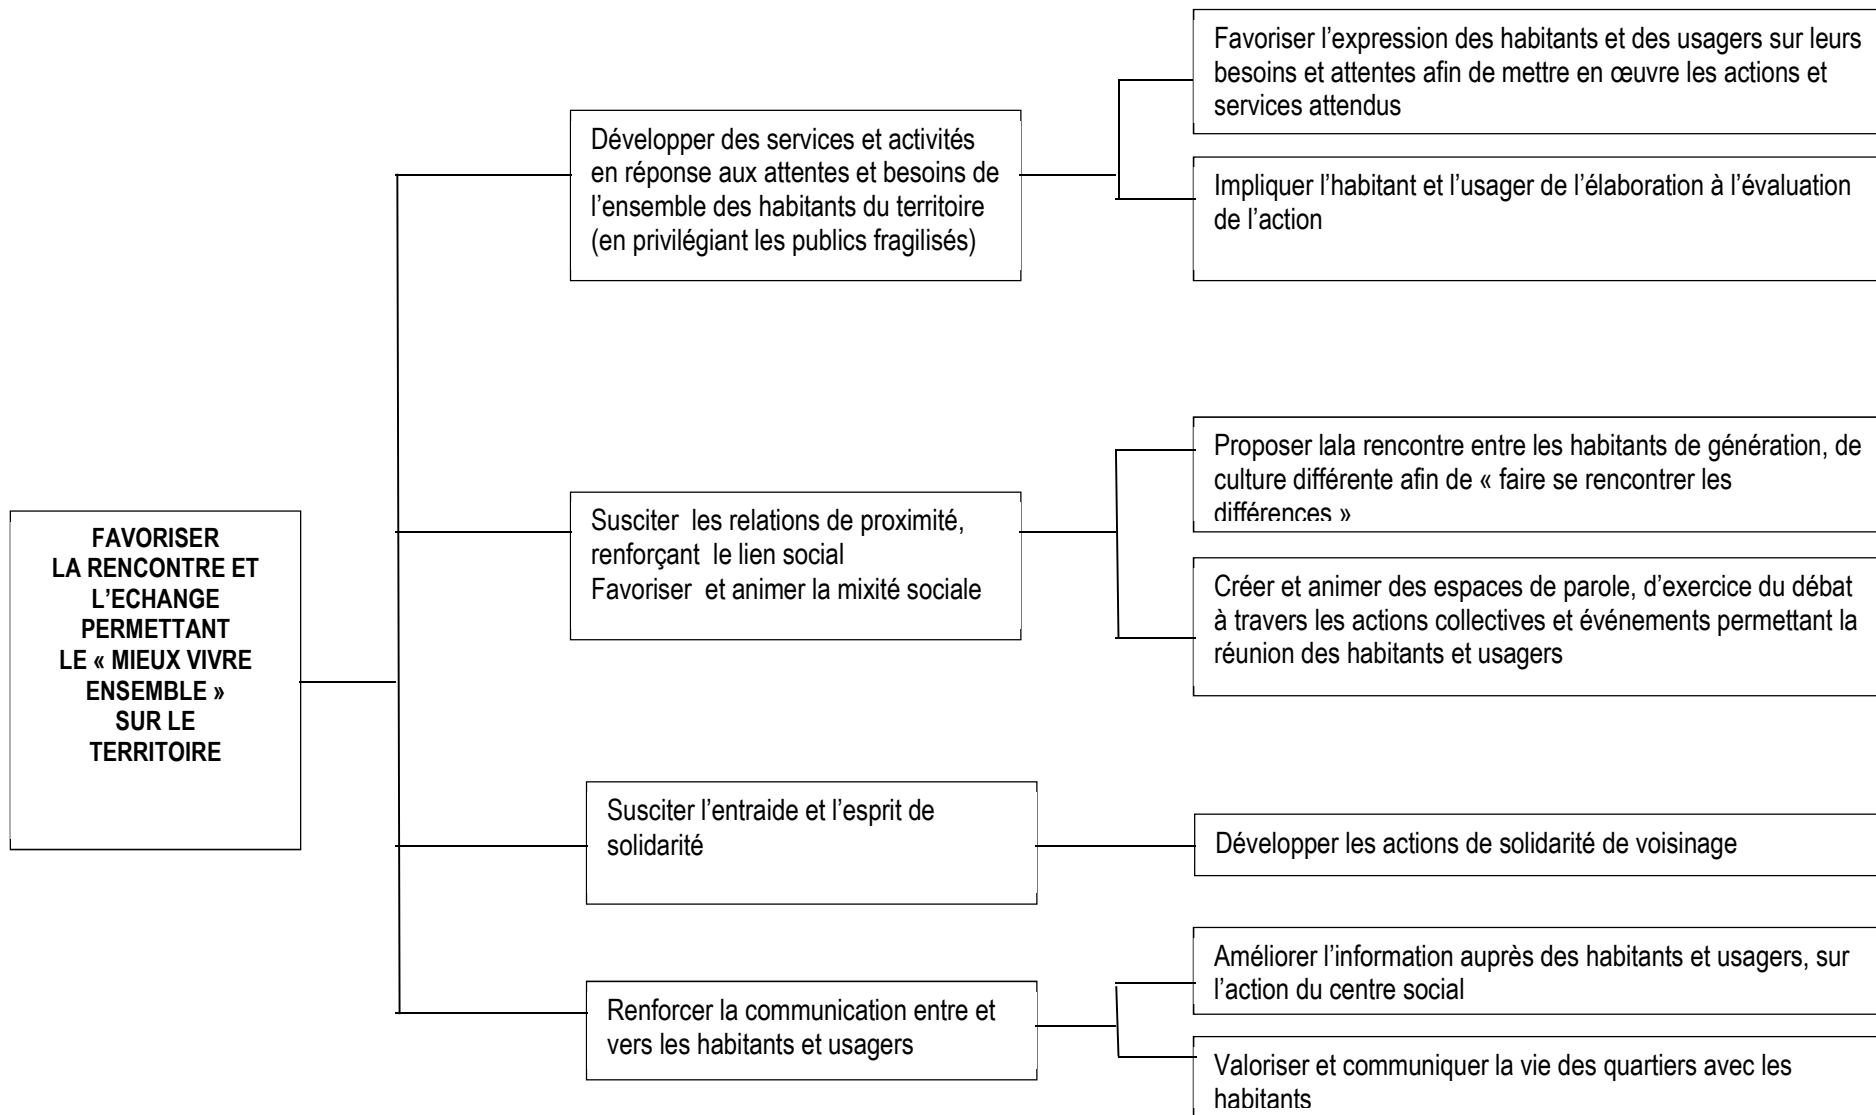 FAVORISER
LA RENCONTRE ET
L’ECHANGE
PERMETTANT
LE « MIEUX VIVRE
ENSEMBLE »
SUR LE
TERRITOIRE
Développer des services et activités
en réponse aux attentes et besoins de
l’ensemble des habitants du territoire
(en privilégiant les publics fragilisés)
Favoriser l’expression des habitants et des usagers sur leurs
besoins et attentes afin de mettre en œuvre les actions et
services attendus
Impliquer l’habitant et l’usager de l’élaboration à l’évaluation
de l’action
Susciter les relations de proximité,
renforçant le lien social
Favoriser et animer la mixité sociale
Proposer lala rencontre entre les habitants de génération, de
culture différente afin de « faire se rencontrer les
différences »
Créer et animer des espaces de parole, d’exercice du débat
à travers les actions collectives et événements permettant la
réunion des habitants et usagers
Susciter l’entraide et l’esprit de
solidarité
Développer les actions de solidarité de voisinage
Renforcer la communication entre et
vers les habitants et usagers
Améliorer l’information auprès des habitants et usagers, sur
l’action du centre social
Valoriser et communiquer la vie des quartiers avec les
habitants